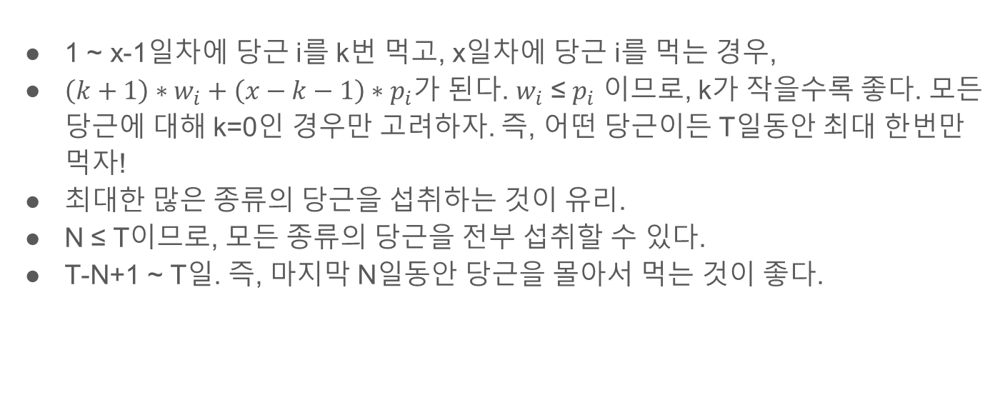 ● 1 ~ x-1일차에 당근 i를 k번 먹고, x일차에 당근 i를 먹는 경우,
● (k + 1) ∗ wᵢ + (x − k − 1) ∗ pᵢ가 된다. wᵢ ≤ pᵢ 이므로, k가 작을수록 좋다. 모든
당근에 대해 k=0인 경우만 고려하자. 즉, 어떤 당근이든 T일동안 최대 한번만
먹자!
● 최대한 많은 종류의 당근을 섭취하는 것이 유리.
● N ≤ T이므로, 모든 종류의 당근을 전부 섭취할 수 있다.
● T-N+1 ~ T일. 즉, 마지막 N일동안 당근을 몰아서 먹는 것이 좋다.